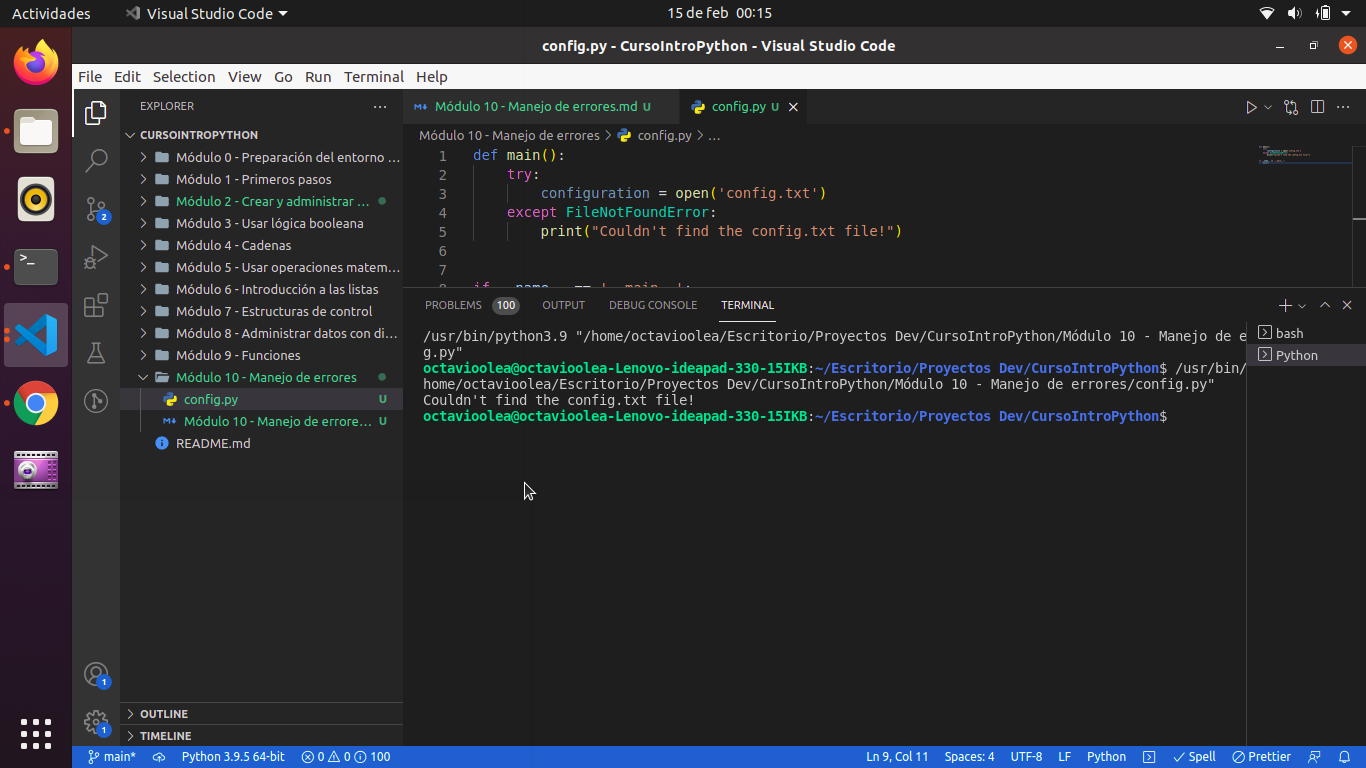 Actividades
Visual Studio Code
15 de feb 00:15
config.py - CursoIntroPython - Visual Studio Code
File Edit Selection View Go Run Terminal Help
EXPLORER
CURSOINTROPYTHON
Módulo 0 - Preparación del entorno ...
Módulo 1 - Primeros pasos
Módulo 2 - Crear y administrar ...
Módulo 3 - Usar lógica booleana
Módulo 4 - Cadenas
Módulo 5 - Usar operaciones matem...
Módulo 6 - Introducción a las listas
Módulo 7 - Estructuras de control
Módulo 8 - Administrar datos con di...
Módulo 9 - Funciones
Módulo 10 - Manejo de errores
config.py U
Módulo 10 - Manejo de errore... U
README.md
OUTLINE
TIMELINE
2
1
1
Módulo 10 - Manejo de errores.md U
config.py U
Módulo 10 - Manejo de errores > config.py > ...
1 def main():
2 try:
3 configuration = open('config.txt')
4 except FileNotFoundError:
5 print("Couldn't find the config.txt file!")
6
7
8 if __name__ == '__main__':
PROBLEMS 100 OUTPUT DEBUG CONSOLE TERMINAL
/usr/bin/python3.9 "/home/octavioolea/Escritorio/Proyectos Dev/CursoIntroPython/Módulo 10 - Manejo de e
g.py"
octavioolea@octavioolea-Lenovo-ideapad-330-15IKB:~/Escritorio/Proyectos Dev/CursoIntroPython$ /usr/bin/
home/octavioolea/Escritorio/Proyectos Dev/CursoIntroPython/Módulo 10 - Manejo de errores/config.py"
Couldn't find the config.txt file!
octavioolea@octavioolea-Lenovo-ideapad-330-15IKB:~/Escritorio/Proyectos Dev/CursoIntroPython$
bash
Python
main* Python 3.9.5 64-bit 0 0 100
Ln 9, Col 11 Spaces: 4 UTF-8 LF Python Spell Prettier